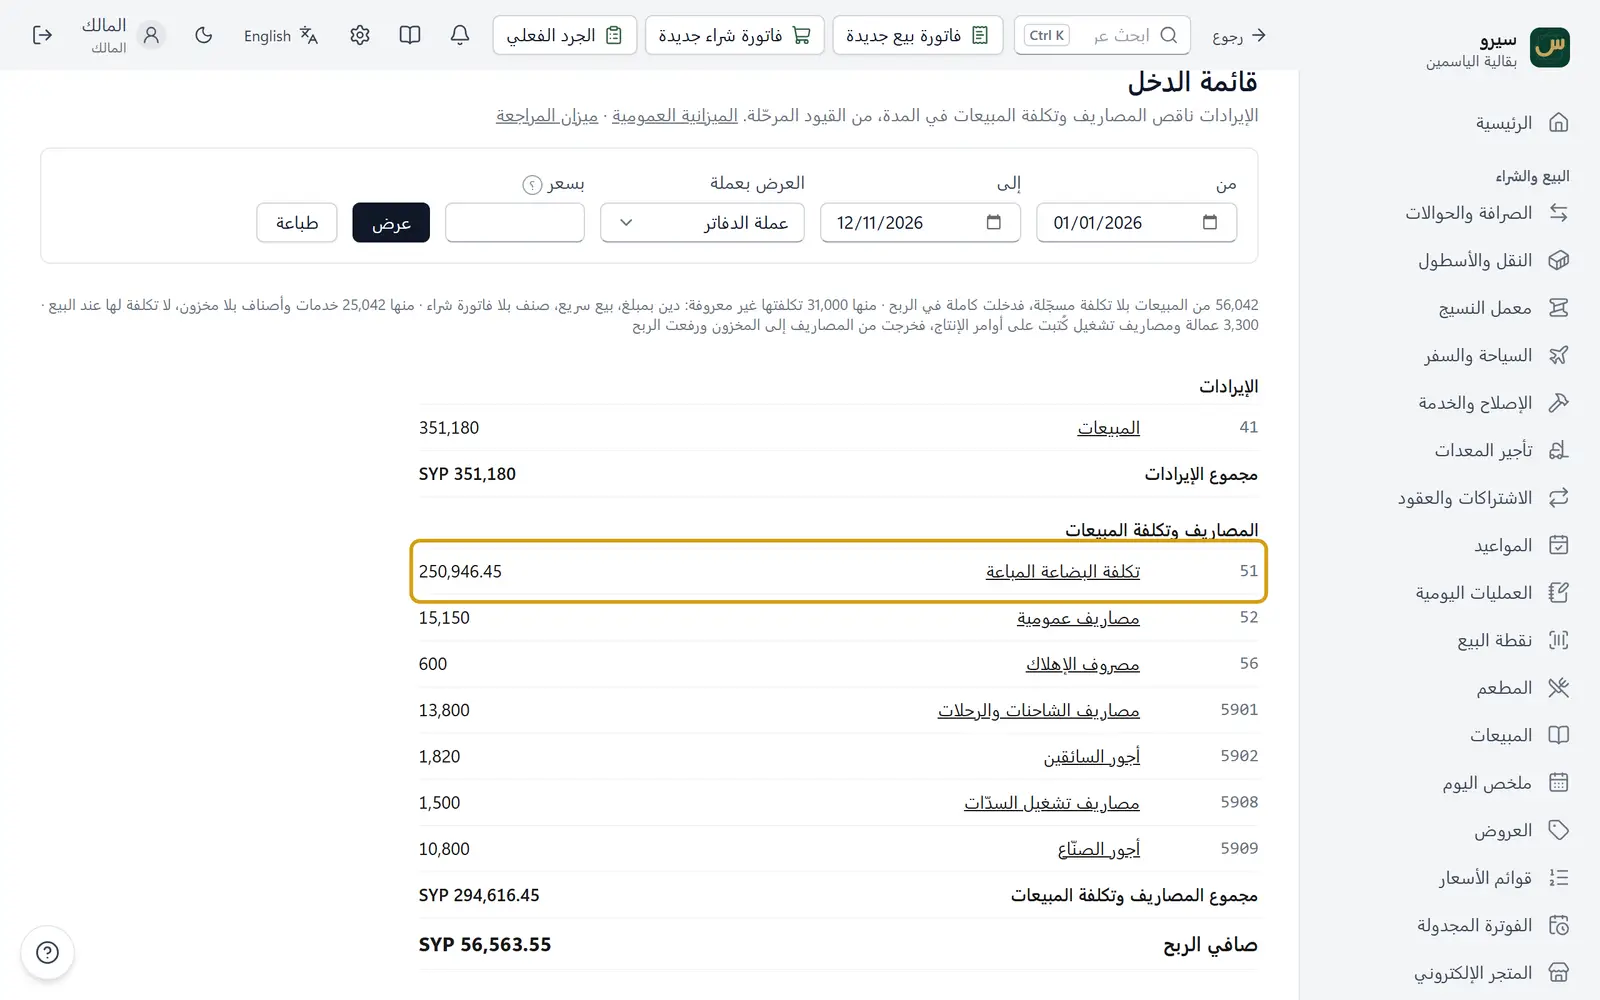 سيرو
بقالية الياسمين
رجوع
ابحث عر
Ctrl K
فاتورة بيع جديدة
فاتورة شراء جديدة
الجرد الفعلي
English
المالك
المالك
الرئيسية
البيع والشراء
الصرافة والحوالات
النقل والأسطول
معمل النسيج
السياحة والسفر
الإصلاح والخدمة
تأجير المعدات
الاشتراكات والعقود
المواعيد
العمليات اليومية
نقطة البيع
المطعم
المبيعات
ملخص اليوم
العروض
قوائم الأسعار
الفوترة المجدولة
المتجر الإلكتروني
قائمة الدخل
الإيرادات ناقص المصاريف وتكلفة المبيعات في المدة، من القيود المرحّلة. الميزانية العمومية · ميزان المراجعة
من
إلى
العرض بعملة
بسعر ؟
01/01/2026
12/11/2026
عملة الدفاتر
عرض
طباعة
56,042 من المبيعات بلا تكلفة مسجّلة، فدخلت كاملة في الربح · منها 31,000 تكلفتها غير معروفة: دين بمبلغ، بيع سريع، صنف بلا فاتورة شراء · منها 25,042 خدمات وأصناف بلا مخزون، لا تكلفة لها عند البيع ·
3,300 عمالة ومصاريف تشغيل كُتبت على أوامر الإنتاج، فخرجت من المصاريف إلى المخزون ورفعت الربح
الإيرادات
41 المبيعات 351,180
مجموع الإيرادات SYP 351,180
المصاريف وتكلفة المبيعات
51 تكلفة البضاعة المباعة 250,946.45
52 مصاريف عمومية 15,150
56 مصروف الإهلاك 600
5901 مصاريف الشاحنات والرحلات 13,800
5902 أجور السائقين 1,820
5908 مصاريف تشغيل السدّات 1,500
5909 أجور الصنّاع 10,800
مجموع المصاريف وتكلفة المبيعات SYP 294,616.45
صافي الربح SYP 56,563.55